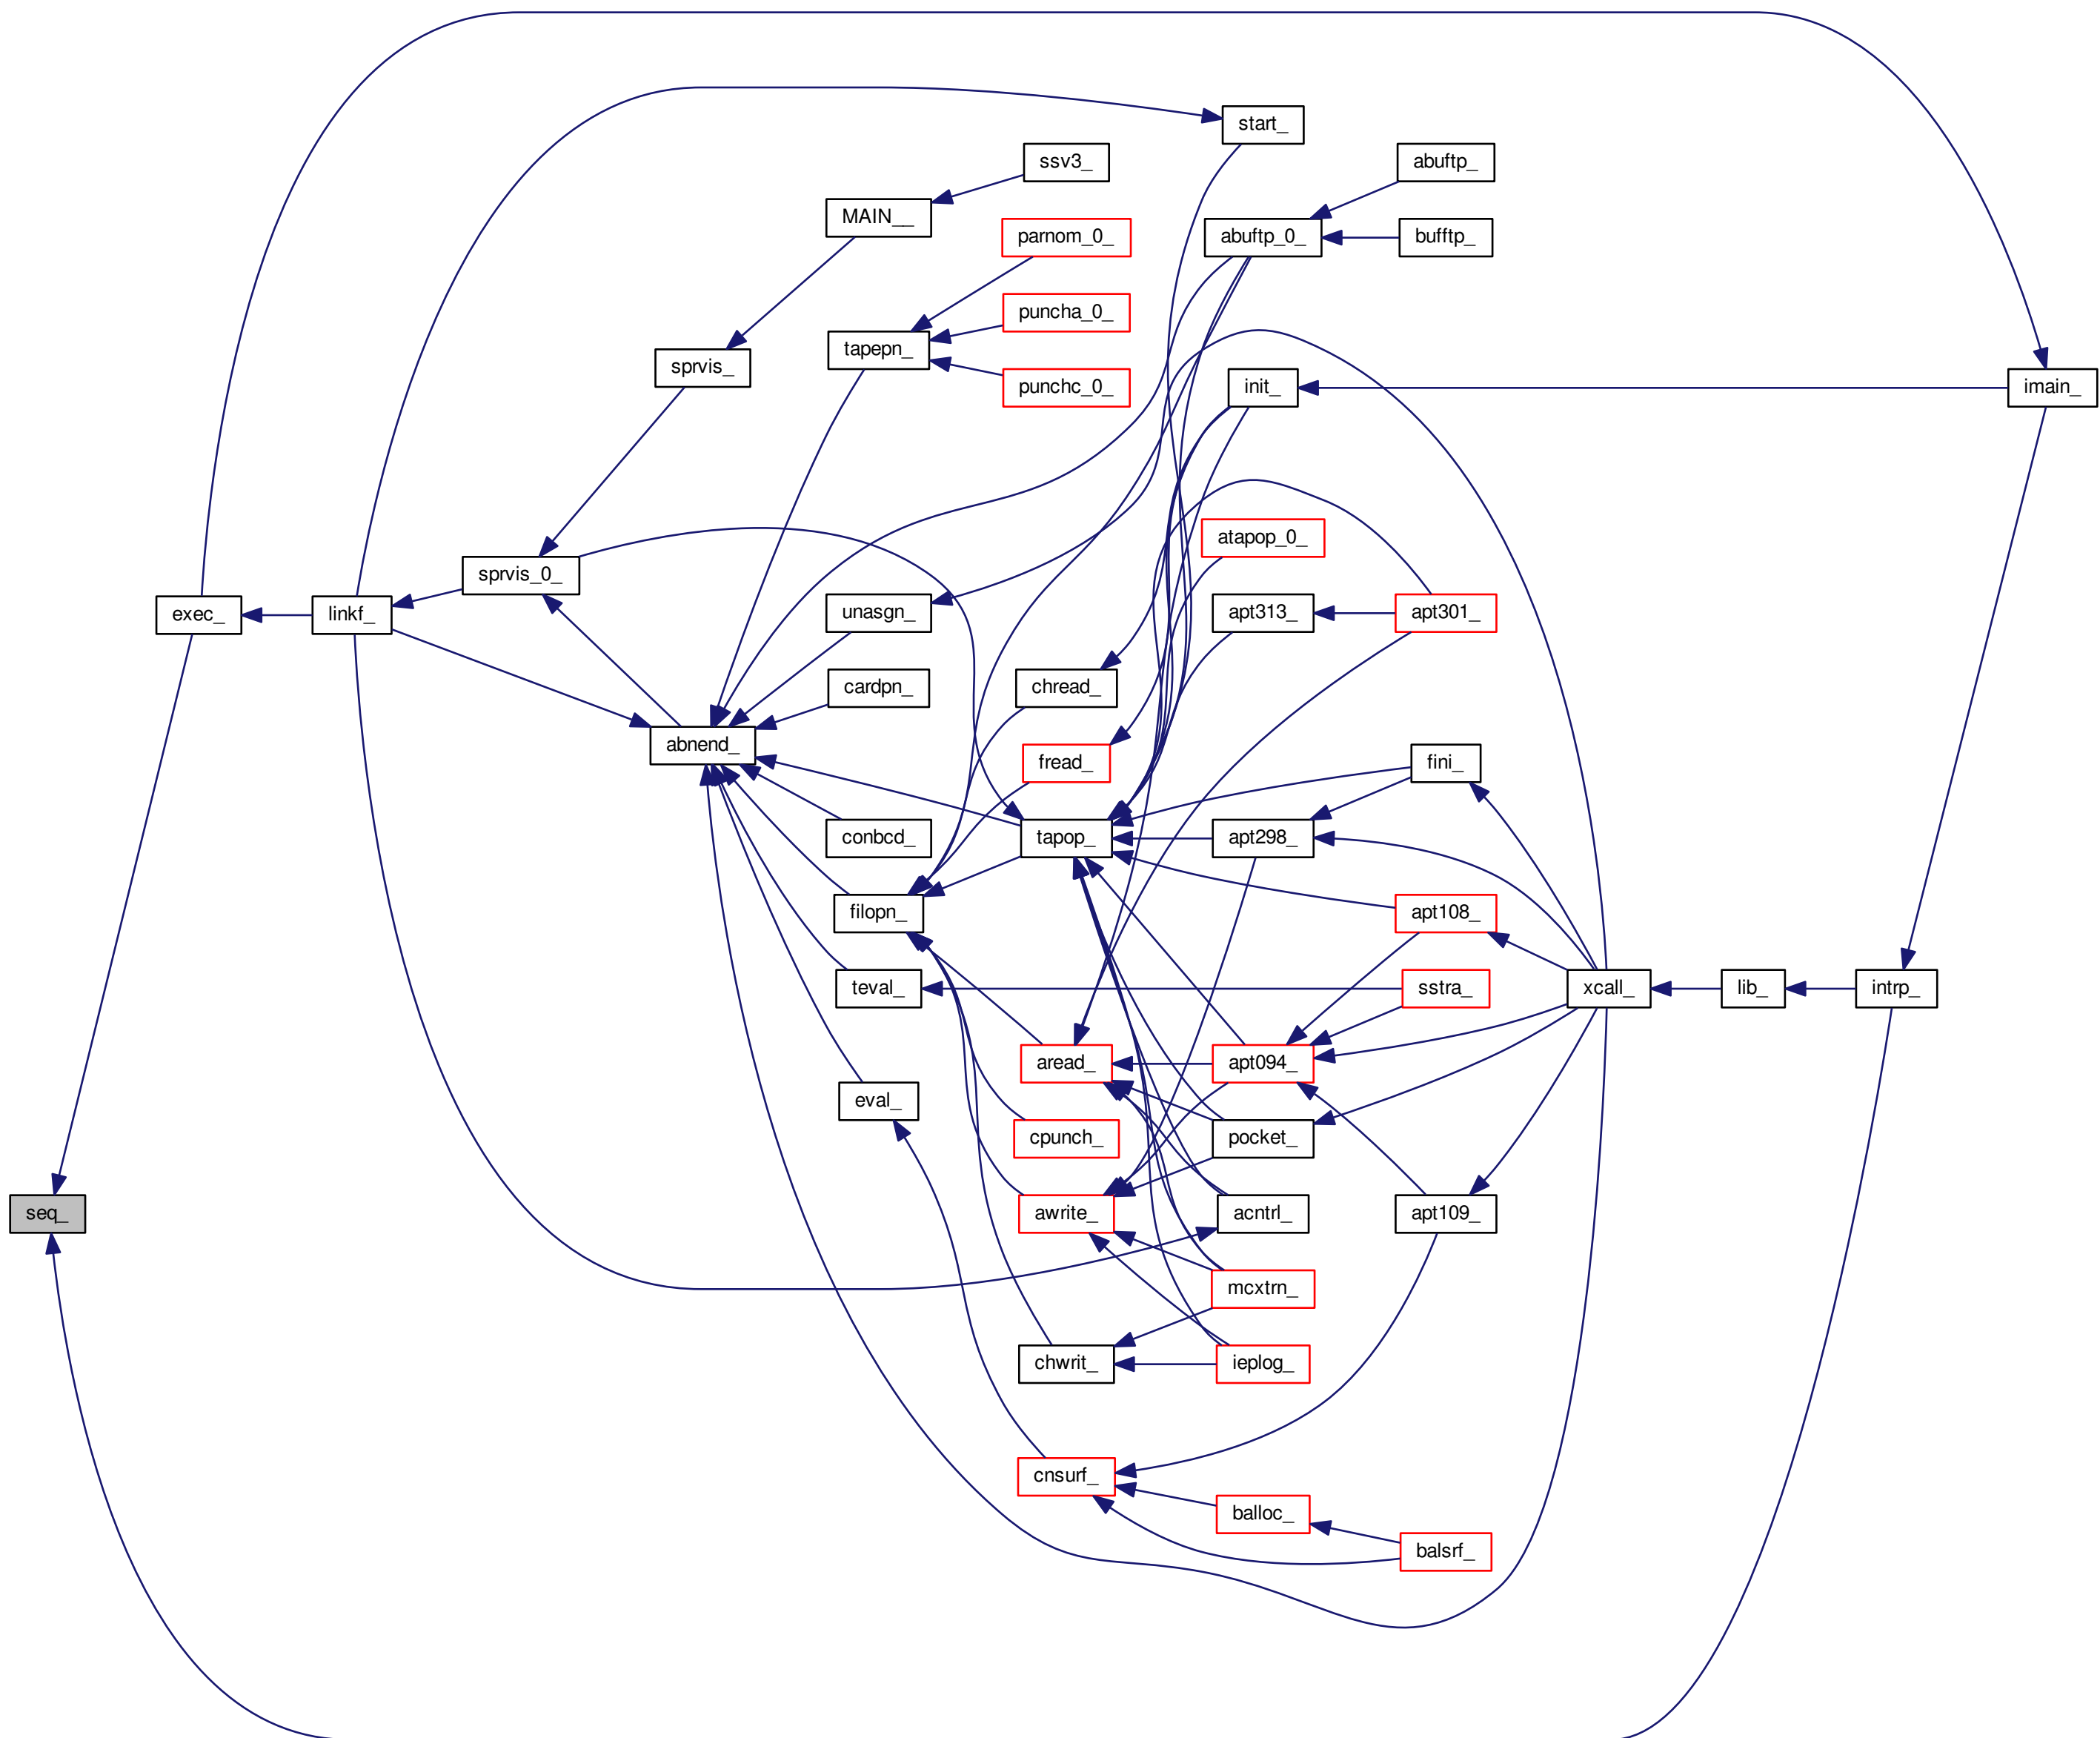 start_
ssv3_
abuftp_
MAIN__
parnom_0_
abuftp_0_
bufftp_
puncha_0_
tapepn_
sprvis_
punchc_0_
init_
imain_
atapop_0_
sprvis_0_
exec_
linkf_
unasgn_
apt313_
apt301_
cardpn_
chread_
abnend_
fread_
fini_
conbcd_
tapop_
apt298_
filopn_
apt108_
teval_
sstra_
xcall_
lib_
intrp_
aread_
apt094_
eval_
cpunch_
pocket_
seq_
awrite_
acntrl_
apt109_
mcxtrn_
chwrit_
ieplog_
cnsurf_
balloc_
balsrf_